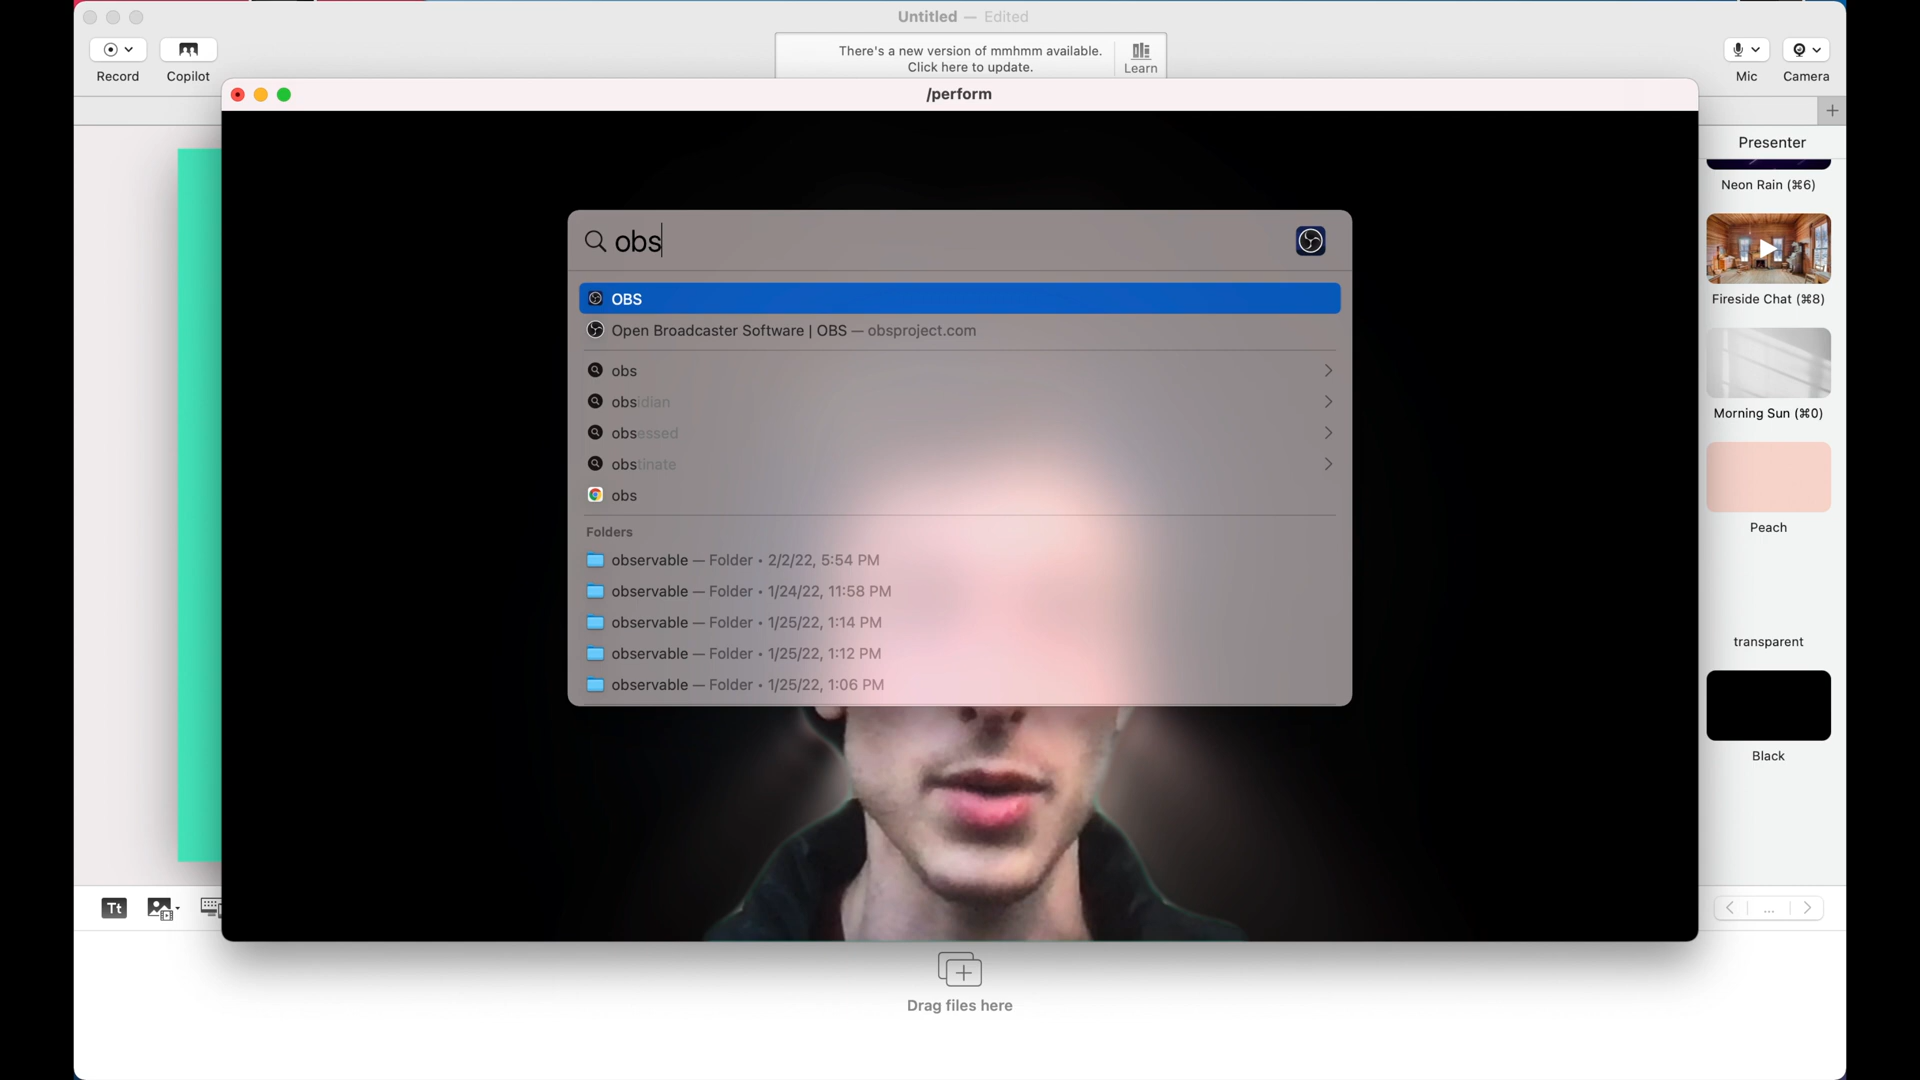 Untitled — Edited
Record
Copilot
There's a new version of mmhmm available.
Click here to update.
Learn
Mic
Camera
/perform
Presenter
obs
OBS
Open Broadcaster Software | OBS — obsproject.com
obs
obsidian
obsessed
obstinate
obs
Folders
observable — Folder • 2/2/22, 5:54 PM
observable — Folder • 1/24/22, 11:58 PM
observable — Folder • 1/25/22, 1:14 PM
observable — Folder • 1/25/22, 1:12 PM
observable — Folder • 1/25/22, 1:06 PM
Neon Rain (⌘6)
Fireside Chat (⌘8)
Morning Sun (⌘0)
Peach
transparent
Black
Tt
...
Drag files here